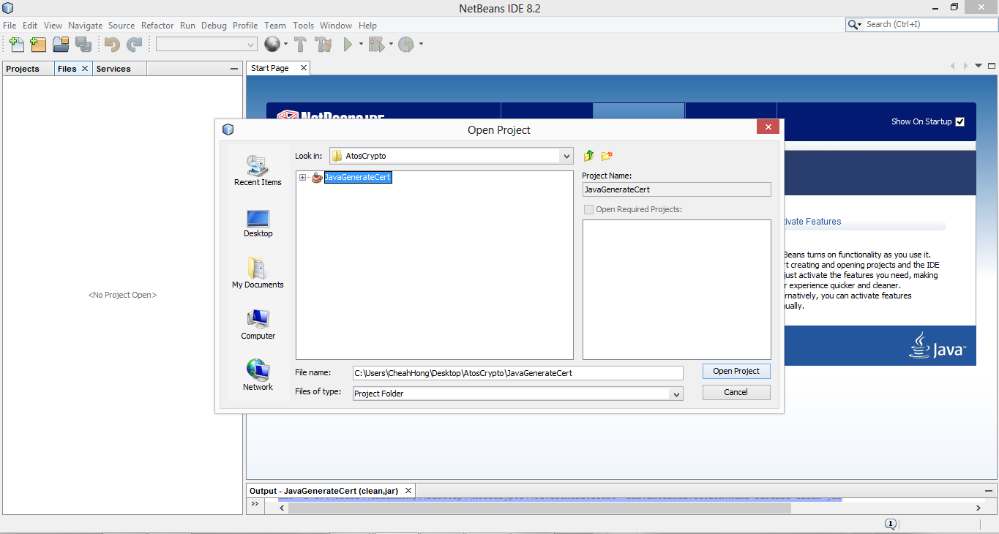 NetBeans IDE 8.2
File Edit View Navigate Source Refactor Run Debug Profile Team Tools Window Help
Search (Ctrl+I)
Projects Files Services
Start Page
NetBeans IDE
Show On Startup
Open Project
Look in: AtosCrypto
Recent Items
Desktop
My Documents
Computer
Network
JavaGenerateCert
Project Name:
JavaGenerateCert
Open Required Projects:
File name: C:\Users\CheahHong\Desktop\AtosCrypto\JavaGenerateCert
Files of type: Project Folder
Open Project
Cancel
<No Project Open>
tivate Features
Beans turns on functionality as you use it.
t creating and opening projects and the IDE
just activate the features you need, making
r experience quicker and cleaner.
rnatively, you can activate features
ually.
Java™
Output - JavaGenerateCert (clean,jar)
1